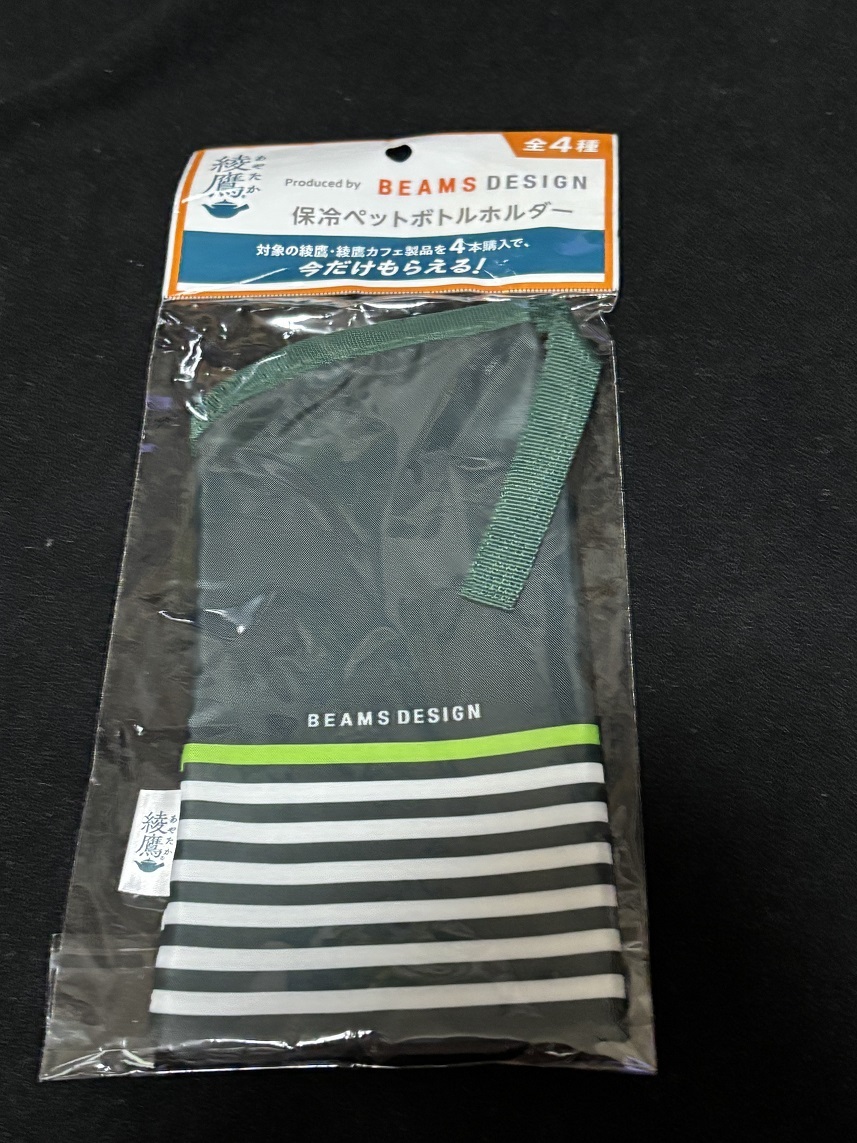 全4種
綾鷹
あやたか
Produced by BEAMS DESIGN
保冷ペットボトルホルダー
対象の綾鷹・綾鷹カフェ製品を4本購入で、
今だけもらえる!
BEAMS DESIGN
綾鷹
あやたか